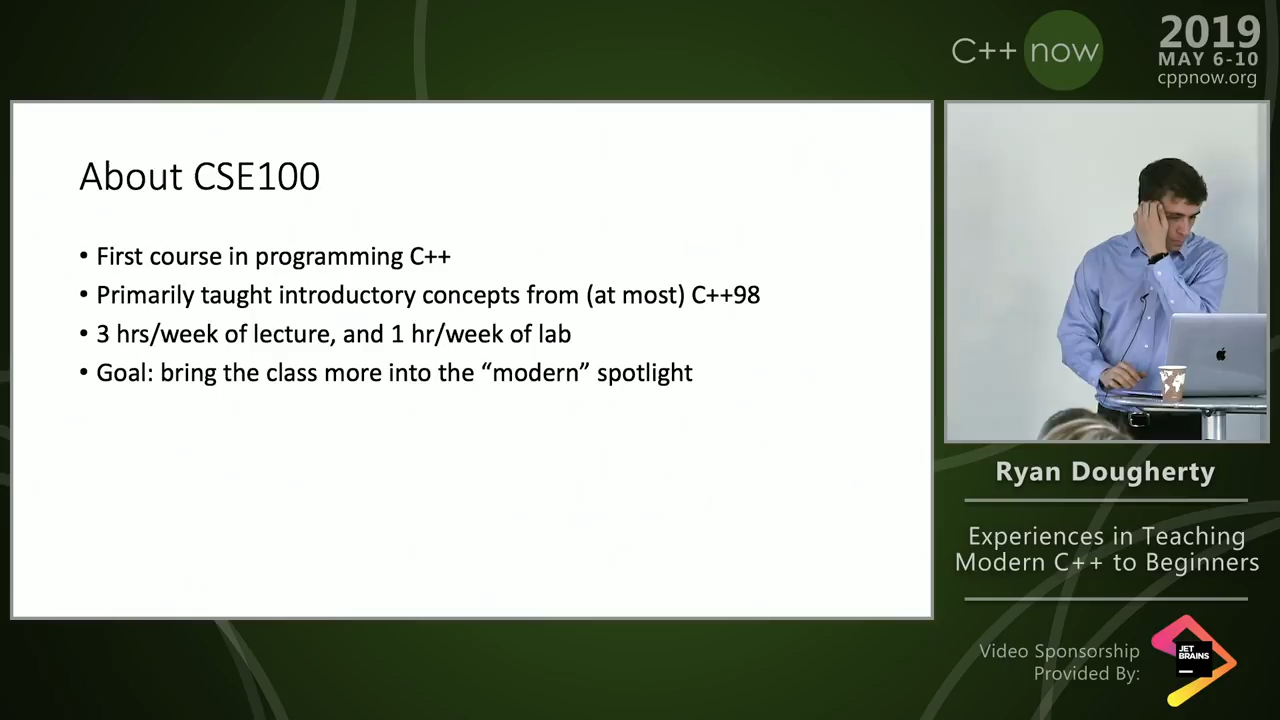 C++ now
2019
MAY 6-10
cppnow.org
About CSE100
• First course in programming C++
• Primarily taught introductory concepts from (at most) C++98
• 3 hrs/week of lecture, and 1 hr/week of lab
• Goal: bring the class more into the “modern” spotlight
Ryan Dougherty
Experiences in Teaching
Modern C++ to Beginners
Video Sponsorship
Provided By:
JET
BRAINS